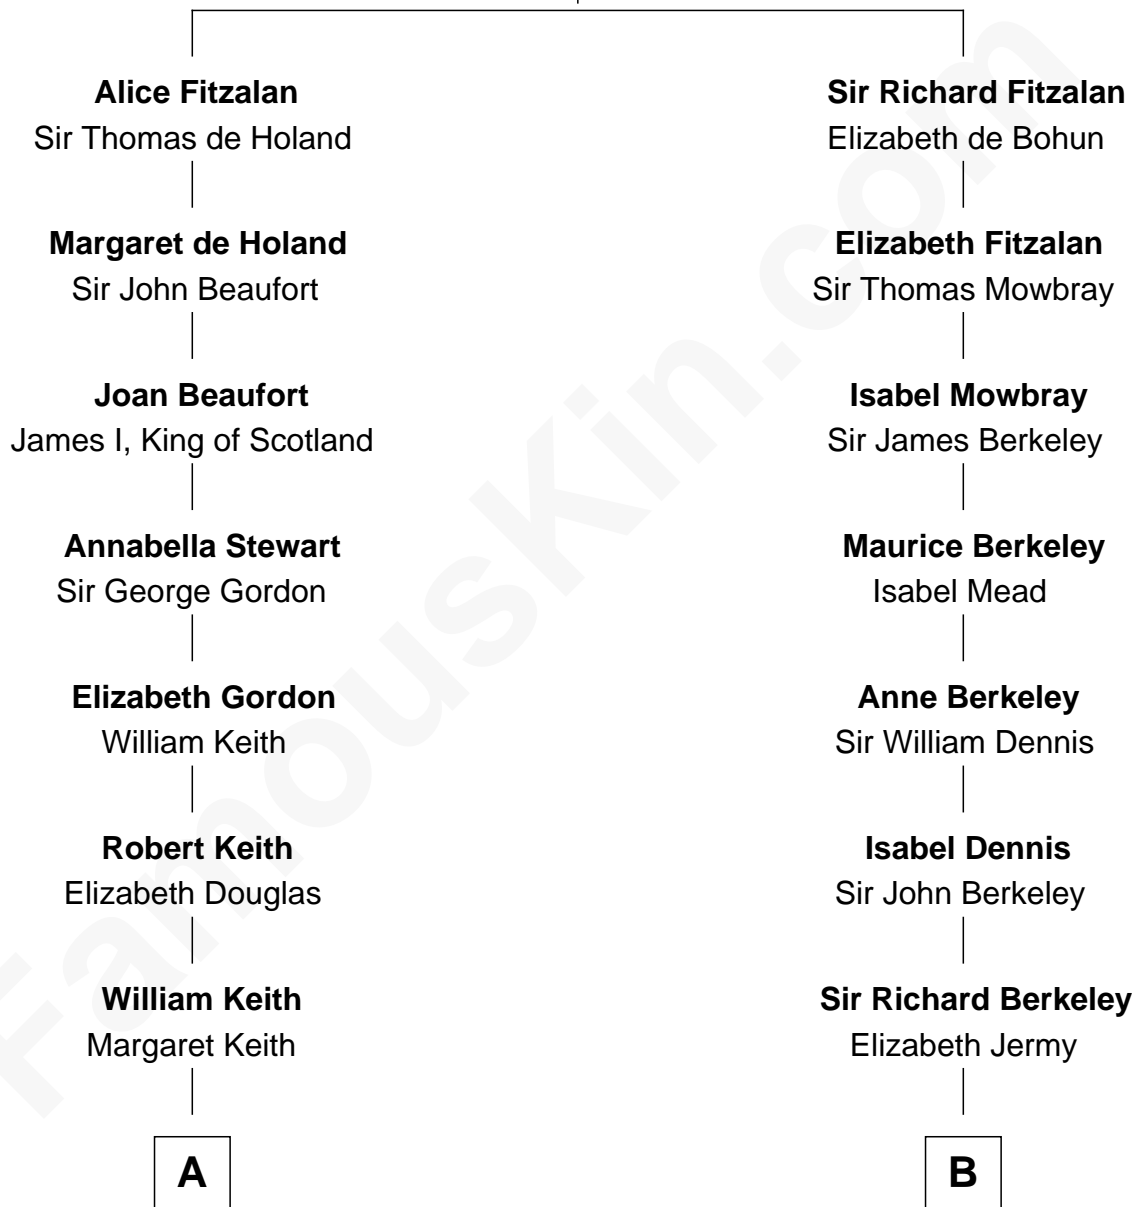 Alice Fitzalan
Sir Thomas de Holand
Margaret de Holand
Sir John Beaufort
Joan Beaufort
James I, King of Scotland
Annabella Stewart
Sir George Gordon
Elizabeth Gordon
William Keith
Robert Keith
Elizabeth Douglas
William Keith
Margaret Keith
A
Sir Richard Fitzalan
Elizabeth de Bohun
Elizabeth Fitzalan
Sir Thomas Mowbray
Isabel Mowbray
Sir James Berkeley
Maurice Berkeley
Isabel Mead
Anne Berkeley
Sir William Dennis
Isabel Dennis
Sir John Berkeley
Sir Richard Berkeley
Elizabeth Jermy
B
FamousKin.com